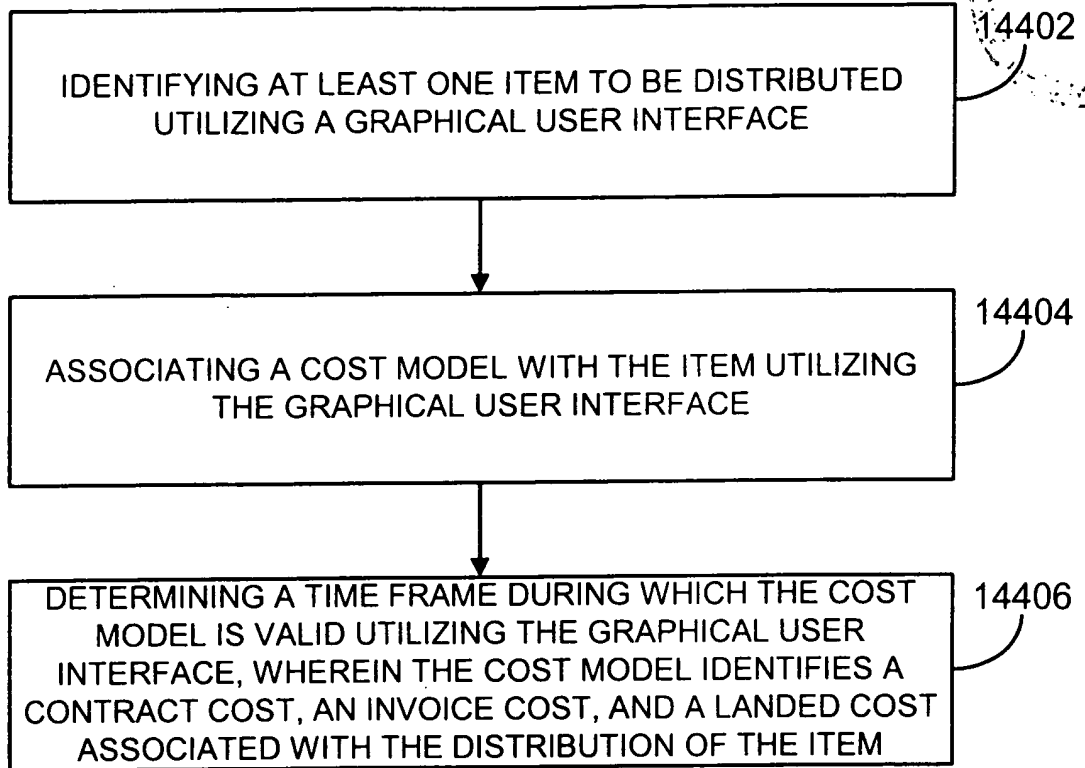 14402
IDENTIFYING AT LEAST ONE ITEM TO BE DISTRIBUTED
UTILIZING A GRAPHICAL USER INTERFACE
14404
ASSOCIATING A COST MODEL WITH THE ITEM UTILIZING
THE GRAPHICAL USER INTERFACE
14406
DETERMINING A TIME FRAME DURING WHICH THE COST
MODEL IS VALID UTILIZING THE GRAPHICAL USER
INTERFACE, WHEREIN THE COST MODEL IDENTIFIES A
CONTRACT COST, AN INVOICE COST, AND A LANDED COST
ASSOCIATED WITH THE DISTRIBUTION OF THE ITEM